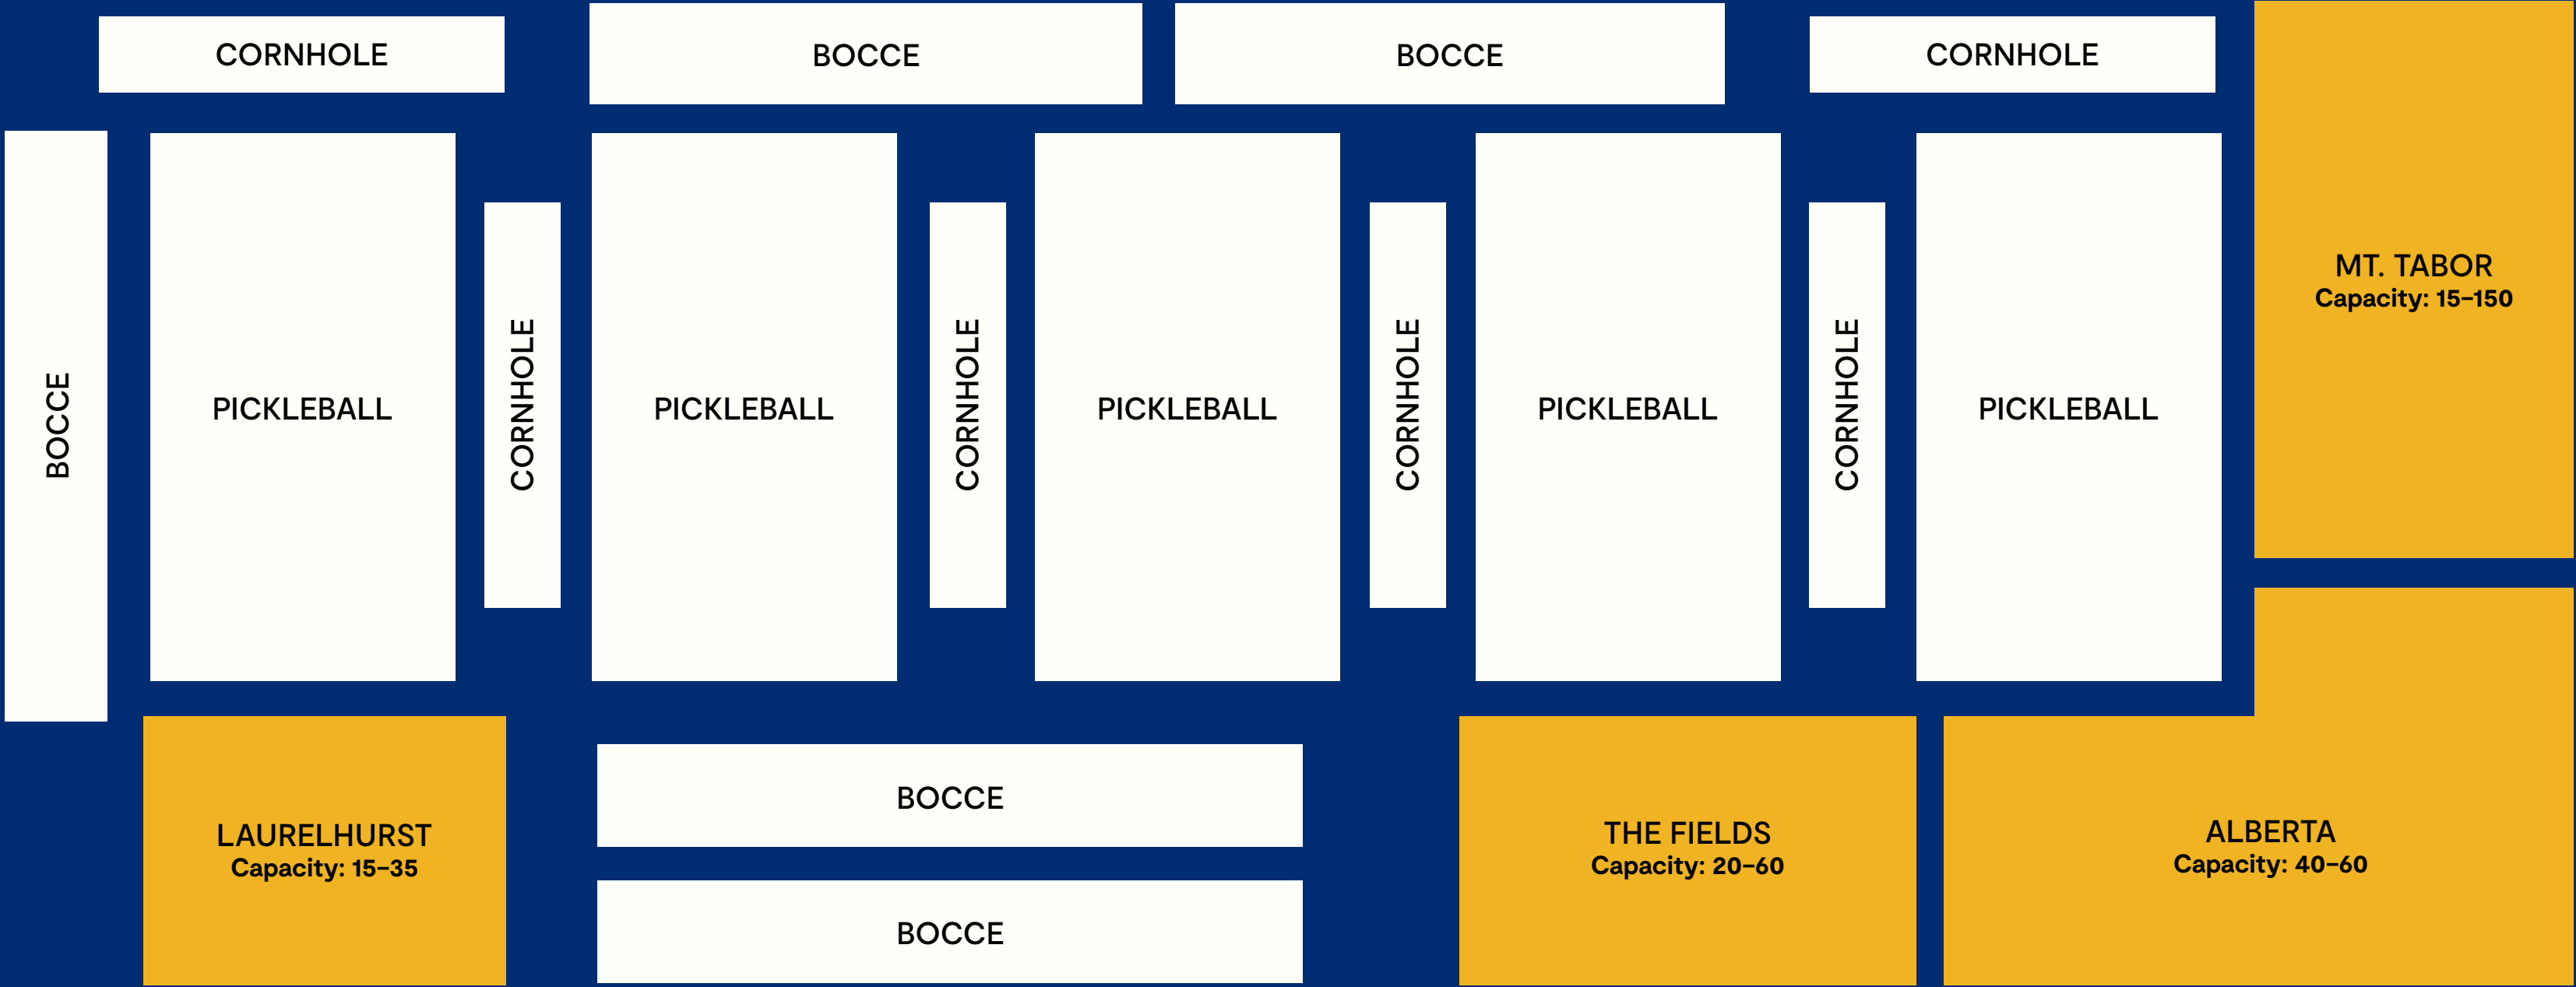 CORNHOLE
BOCCE
BOCCE
CORNHOLE
MT. TABOR
Capacity: 15–150
BOCCE
PICKLEBALL
CORNHOLE
PICKLEBALL
CORNHOLE
PICKLEBALL
CORNHOLE
PICKLEBALL
CORNHOLE
PICKLEBALL
LAURELHURST
Capacity: 15–35
BOCCE
BOCCE
THE FIELDS
Capacity: 20–60
ALBERTA
Capacity: 40–60